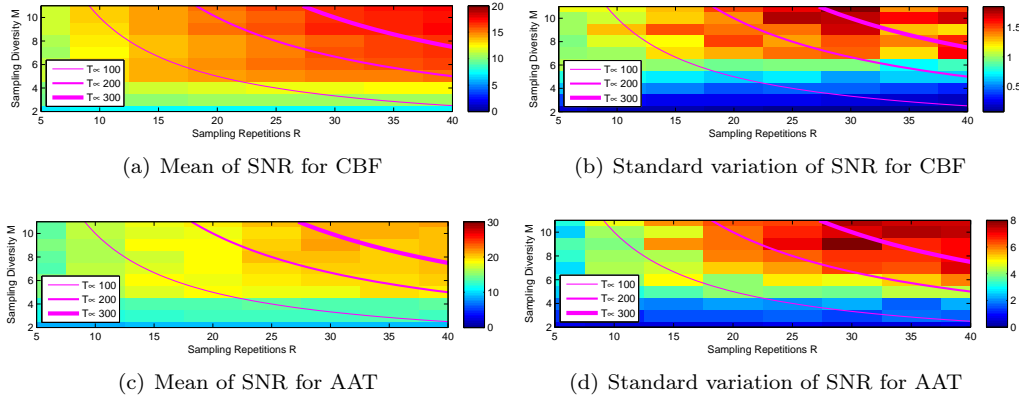 Sampling Diversity M
10
8
6
4
2
T∝ 100
T∝ 200
T∝ 300
5 10 15 20 25 30 35 40
Sampling Repetitions R
20
15
10
5
0
(a) Mean of SNR for CBF
Sampling Diversity M
10
8
6
4
2
T∝ 100
T∝ 200
T∝ 300
5 10 15 20 25 30 35 40
Sampling Repetitions R
1.5
1
0.5
(b) Standard variation of SNR for CBF
Sampling Diversity M
10
8
6
4
2
T∝ 100
T∝ 200
T∝ 300
5 10 15 20 25 30 35 40
Sampling Repetitions R
30
20
10
0
(c) Mean of SNR for AAT
Sampling Diversity M
10
8
6
4
2
T∝ 100
T∝ 200
T∝ 300
5 10 15 20 25 30 35 40
Sampling Repetitions R
8
6
4
2
0
(d) Standard variation of SNR for AAT